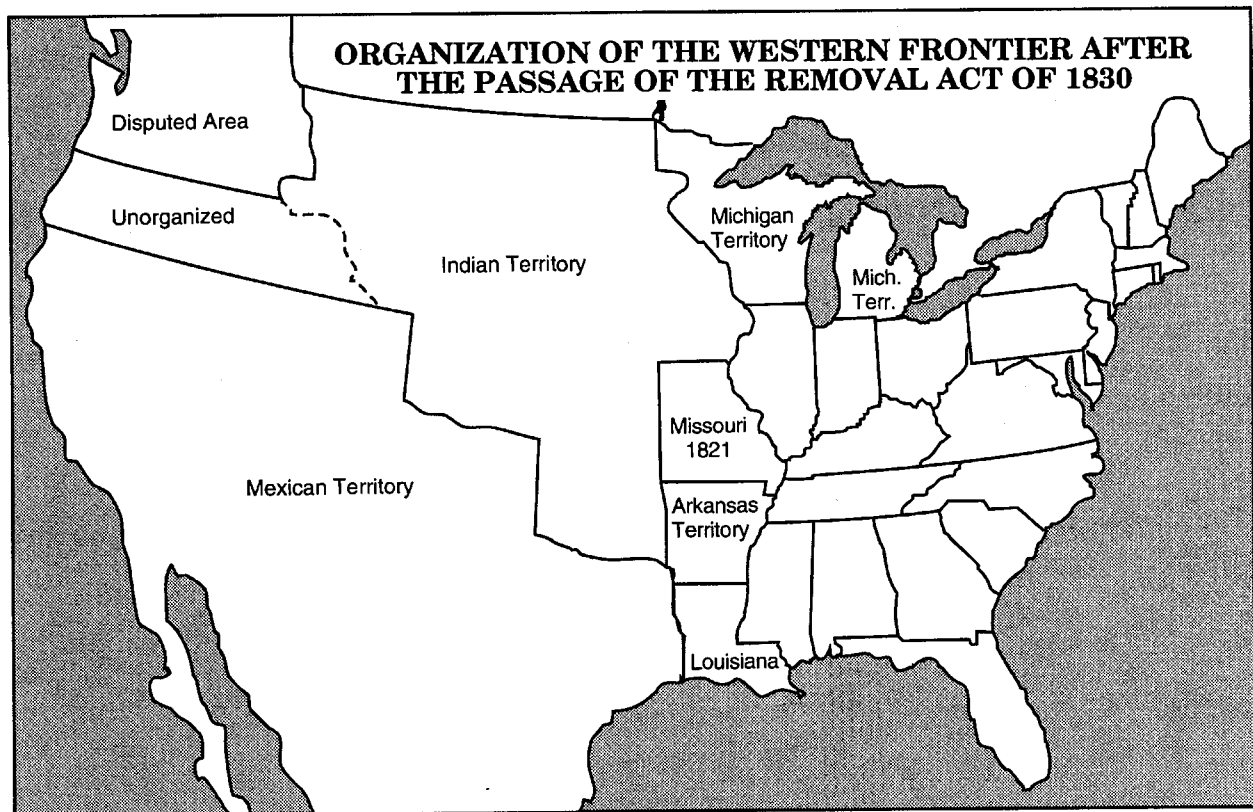 ORGANIZATION OF THE WESTERN FRONTIER AFTER
THE PASSAGE OF THE REMOVAL ACT OF 1830
Disputed Area
Unorganized
Indian Territory
Michigan
Territory
Mich.
Terr.
Missouri
1821
Mexican Territory
Arkansas
Territory
Louisiana